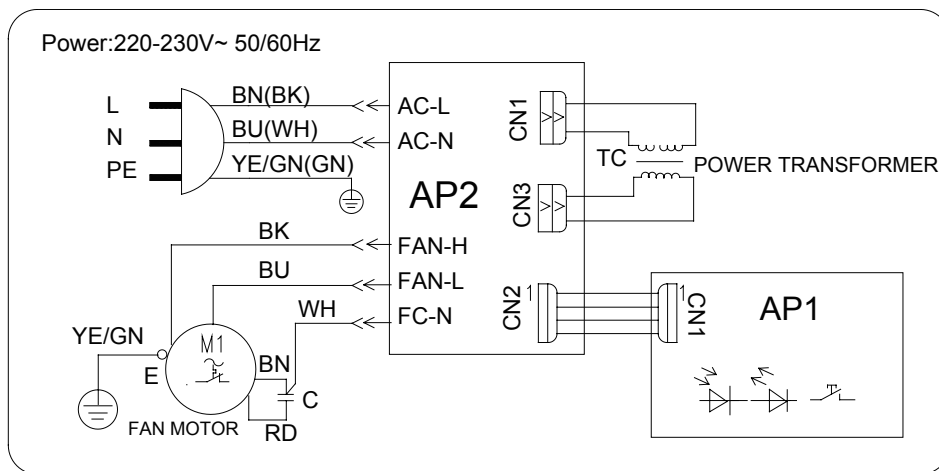 Power:220-230V~ 50/60Hz
L
BN(BK)
AC-L
N
BU(WH)
AC-N
PE
YE/GN(GN)
AP2
CN1
TC
POWER TRANSFORMER
CN3
BK
FAN-H
BU
FAN-L
WH
FC-N
CN2
1
1
CN1
AP1
YE/GN
E
M1
BN
C
RD
FAN MOTOR